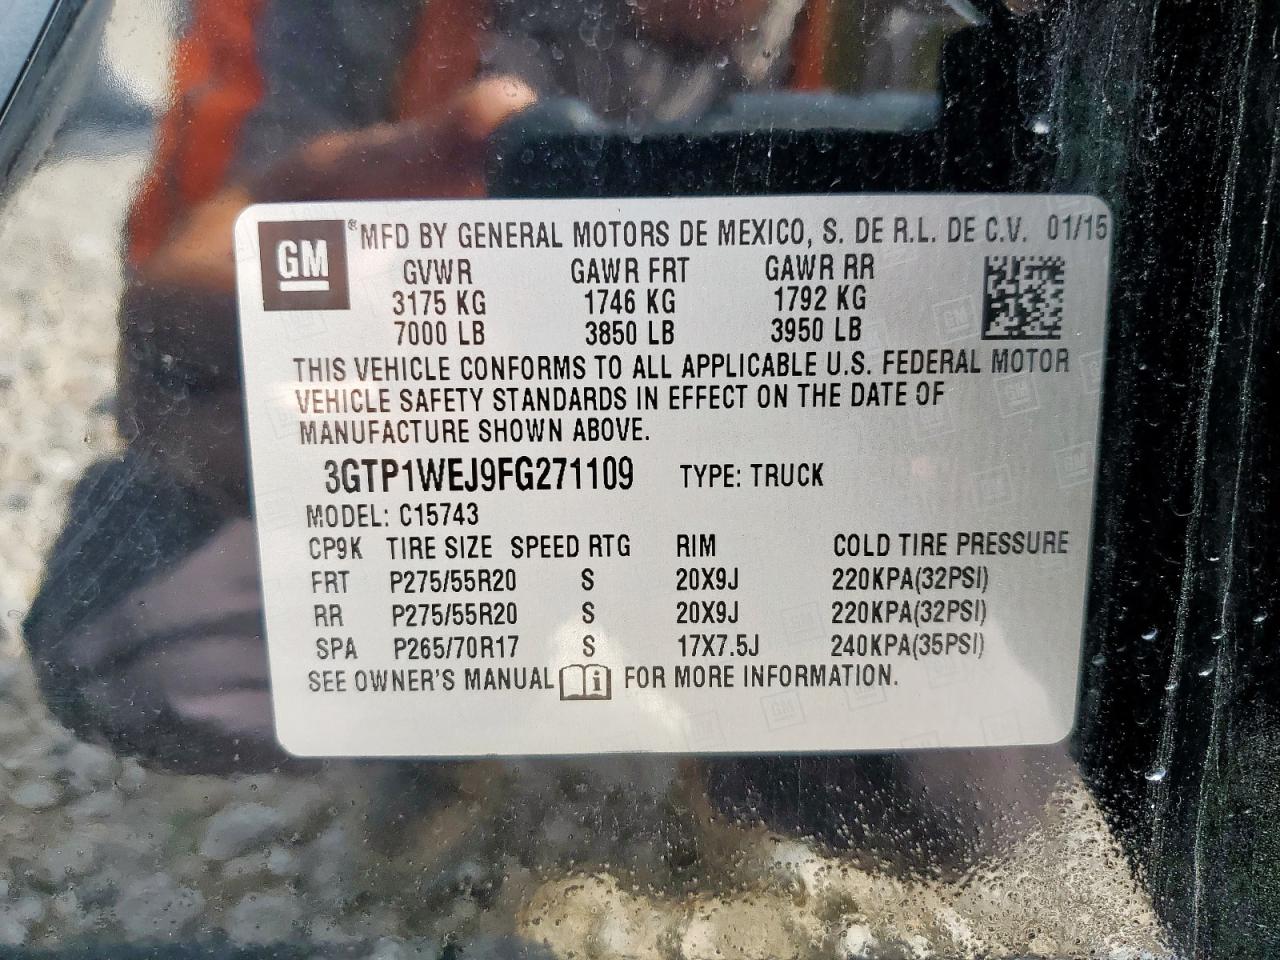 GM ® MFD BY GENERAL MOTORS DE MEXICO, S. DE R.L. DE C.V. 01/15
GVWR GAWR FRT GAWR RR
3175 KG 1746 KG 1792 KG
7000 LB 3850 LB 3950 LB
THIS VEHICLE CONFORMS TO ALL APPLICABLE U.S. FEDERAL MOTOR
VEHICLE SAFETY STANDARDS IN EFFECT ON THE DATE OF
MANUFACTURE SHOWN ABOVE.
3GTP1WEJ9FG271109 TYPE: TRUCK
MODEL: C15743
CP9K TIRE SIZE SPEED RTG RIM COLD TIRE PRESSURE
FRT P275/55R20 S 20X9J 220KPA(32PSI)
RR P275/55R20 S 20X9J 220KPA(32PSI)
SPA P265/70R17 S 17X7.5J 240KPA(35PSI)
SEE OWNER'S MANUAL i FOR MORE INFORMATION.